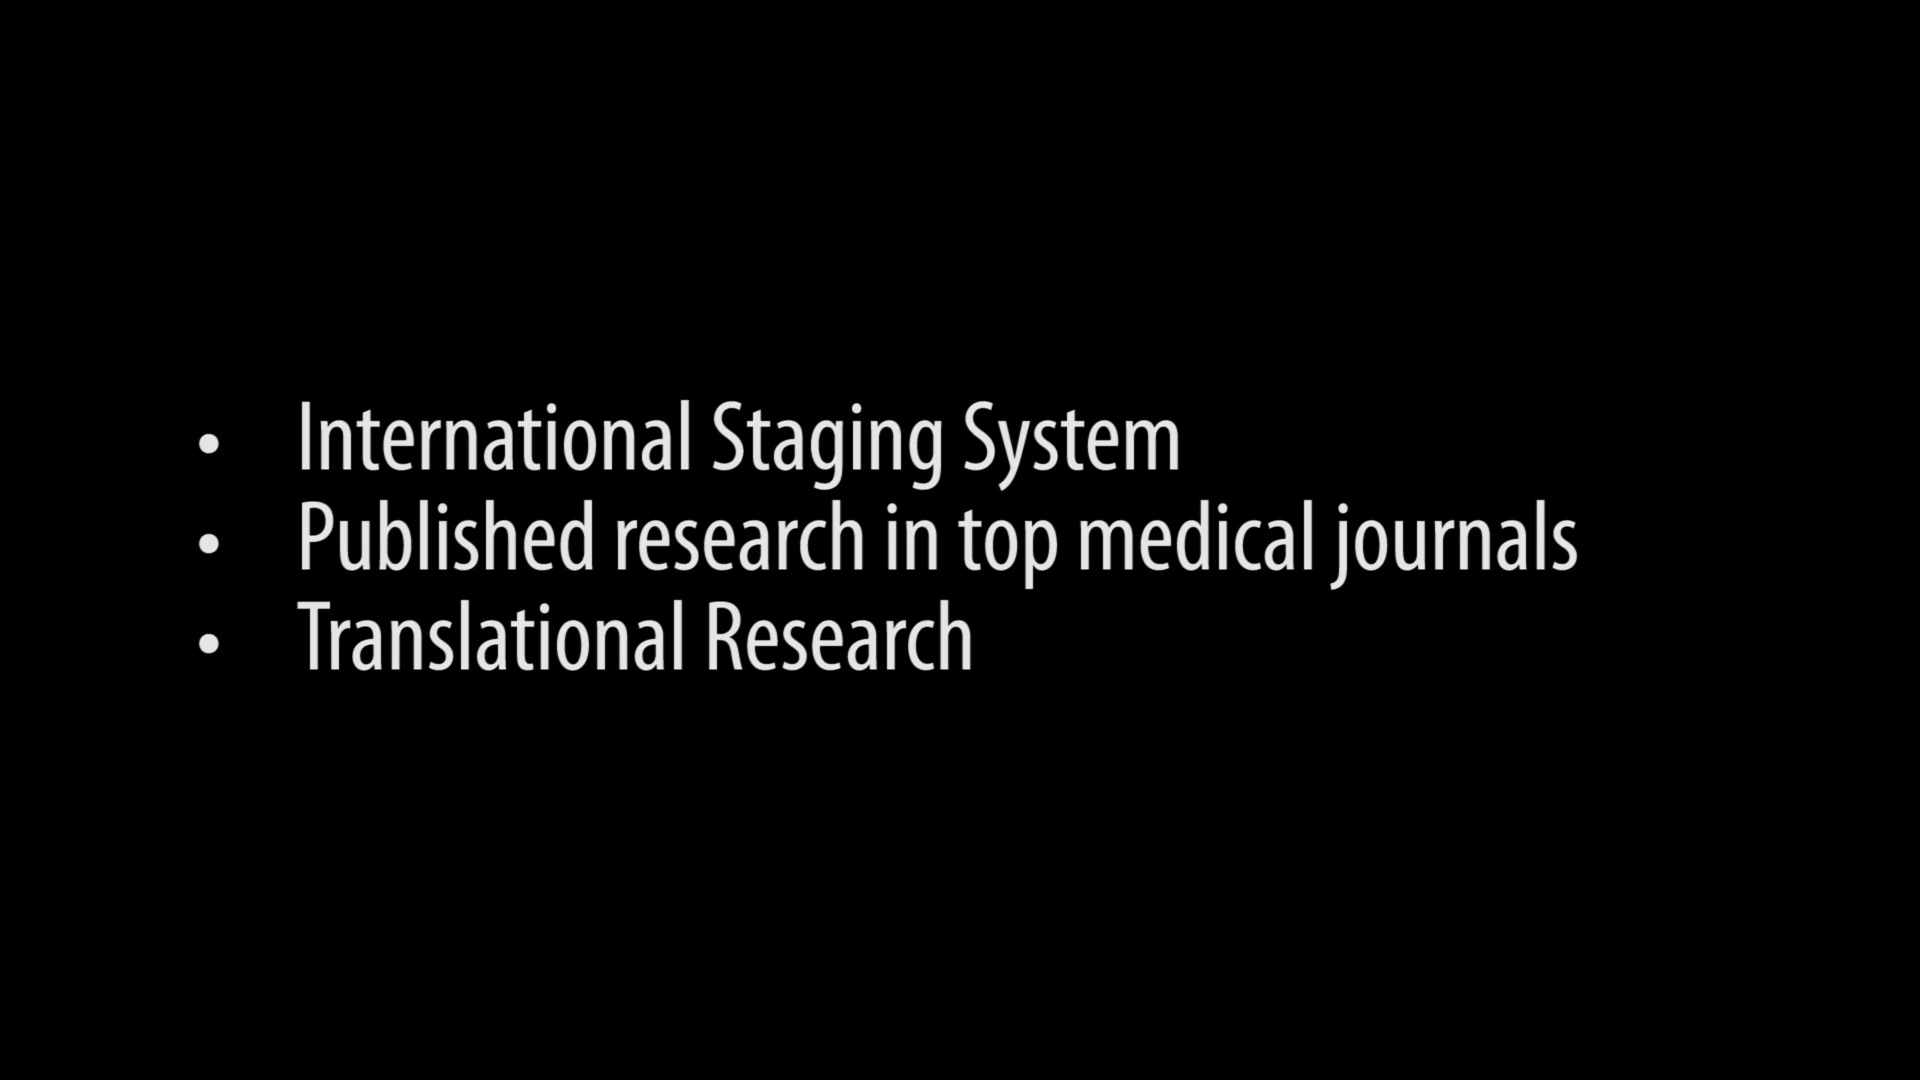 • International Staging System
• Published research in top medical journals
• Translational Research